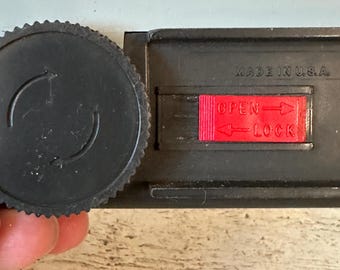 MADE IN U.S.A.
OPEN →
← LOCK